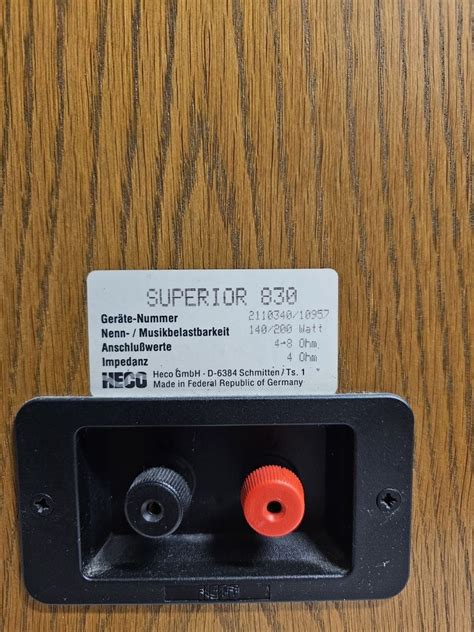 SUPERIOR 830
Geräte-Nummer 2110340/10957
Nenn- / Musikbelastbarkeit 140/200 Watt
Anschlußwerte 4-8 Ohm
Impedanz 4 Ohm
HECO Heco GmbH · D-6384 Schmitten/Ts. 1
Made in Federal Republic of Germany